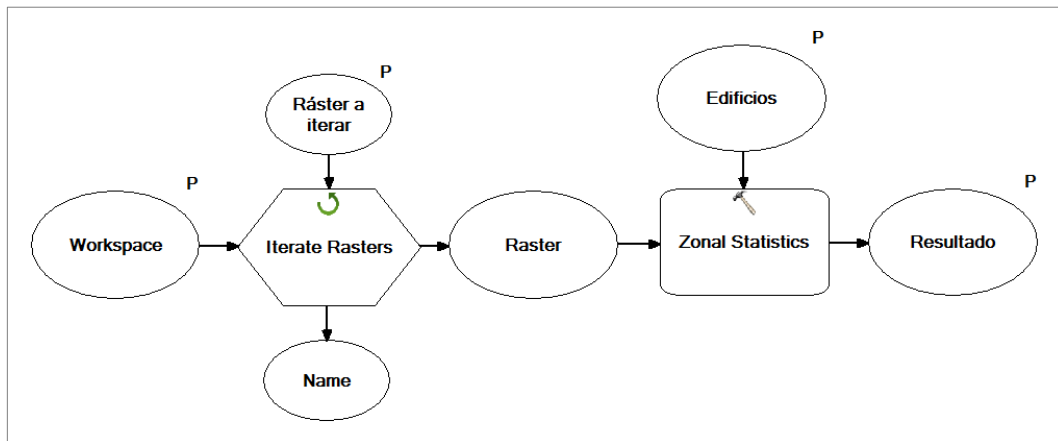 P
Edificios
P
Ráster a
iterar
P
Workspace
Iterate Rasters
Raster
Zonal Statistics
P
Resultado
Name